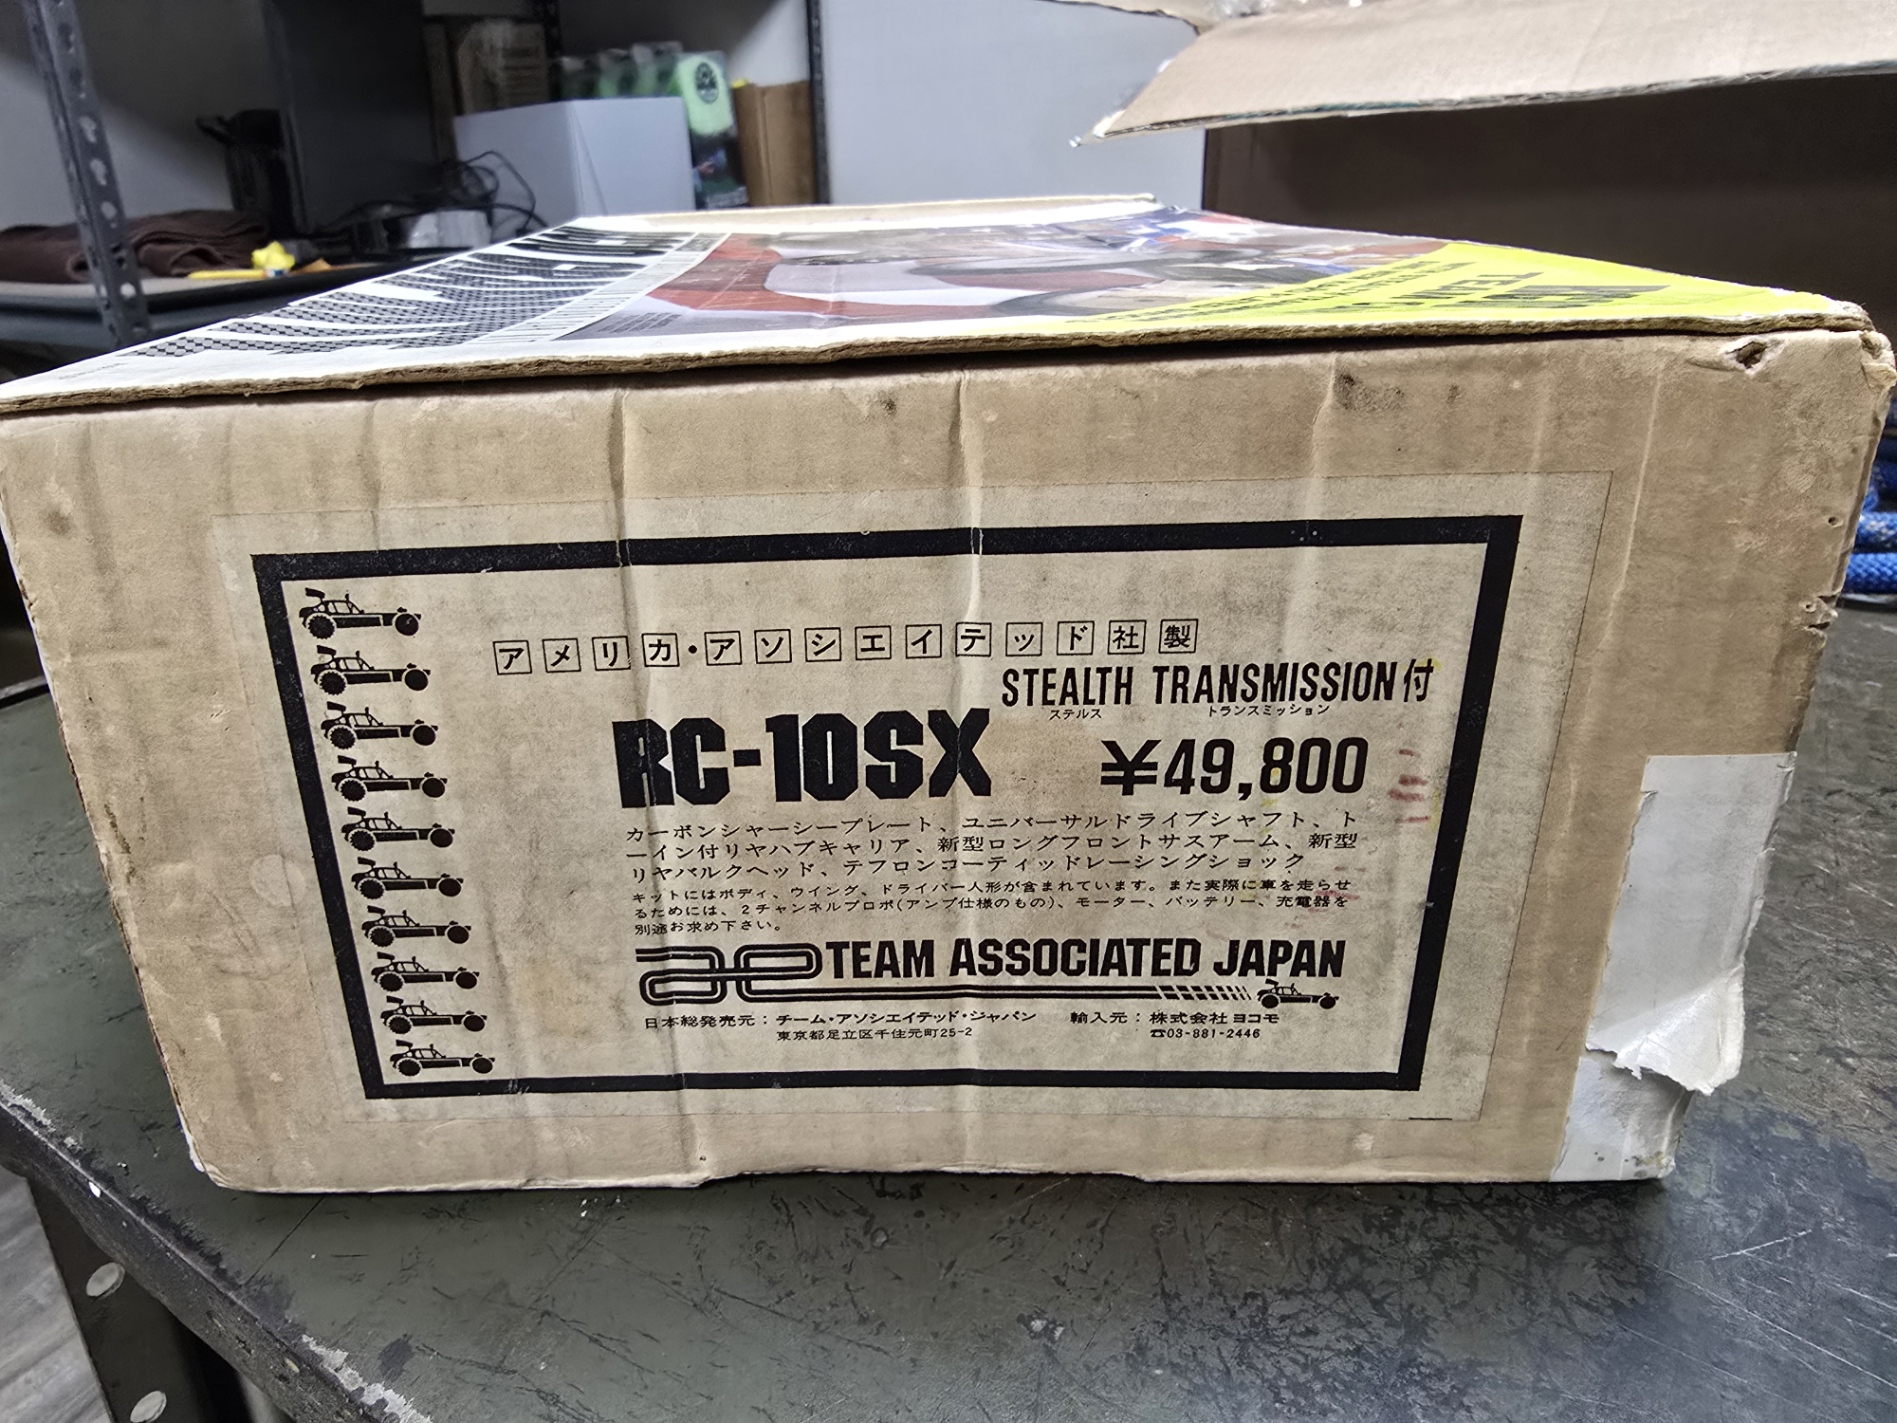 アメリカ・アソシエイテッド社製
STEALTH TRANSMISSION付
ステルス トランスミッション
RC-10SX ¥49,800
カーボンシャーシープレート、ユニバーサルドライブシャフト、ト
ーイン付リヤハブキャリア、新型ロングフロントサスアーム、新型
リヤバルクヘッド、テフロンコーティッドレーシングショック
キットにはボディ、ウイング、ドライバー人形が含まれています。また実際に車を走らせ
るためには、2チャンネルプロポ(アンプ仕様のもの)、モーター、バッテリー、充電器を
別途お求め下さい。
ae TEAM ASSOCIATED JAPAN
日本総発売元：チーム・アソシエイテッド・ジャパン 輸入元：株式会社ヨコモ
東京都足立区千住元町25-2 ☎03-881-2446